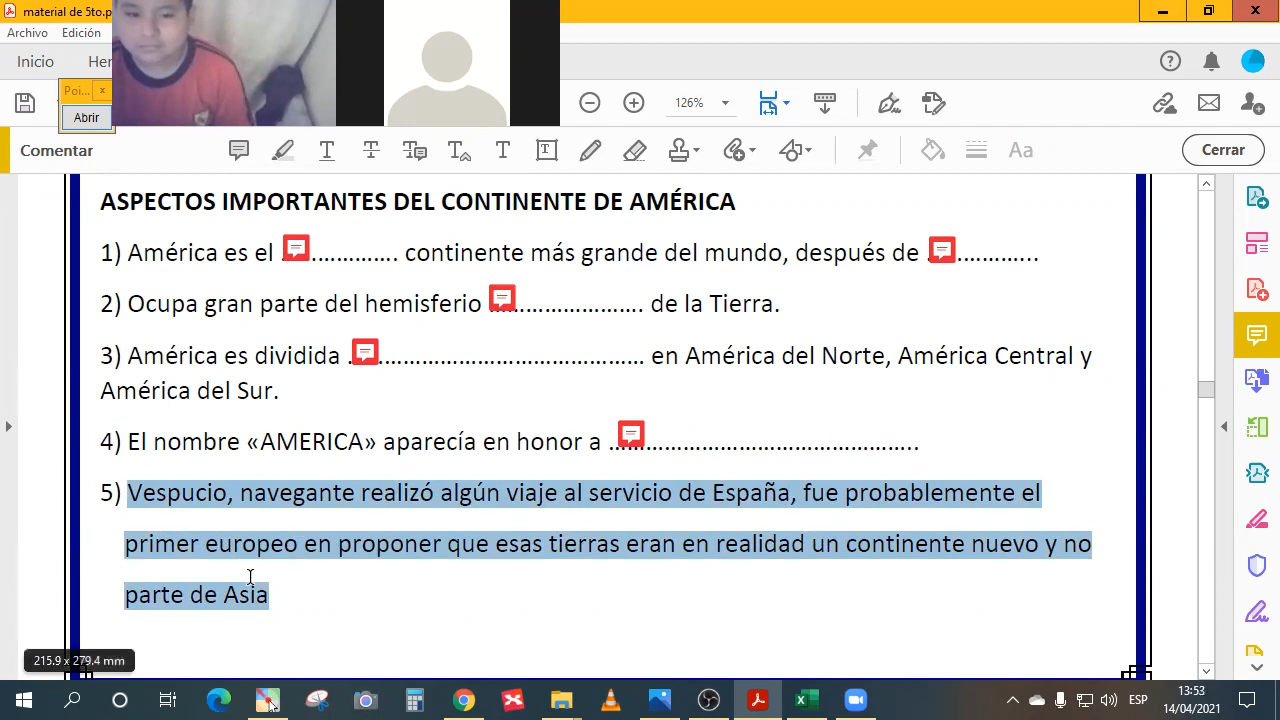 material de 5to.p
Archivo Edición
Inicio Her
Poi... ×
Abrir
126%
Comentar
Cerrar
ASPECTOS IMPORTANTES DEL CONTINENTE DE AMÉRICA
1) América es el .............. continente más grande del mundo, después de ..............
2) Ocupa gran parte del hemisferio ........................ de la Tierra.
3) América es dividida .............................................. en América del Norte, América Central y
América del Sur.
4) El nombre «AMERICA» aparecía en honor a ................................................
5) Vespucio, navegante realizó algún viaje al servicio de España, fue probablemente el
primer europeo en proponer que esas tierras eran en realidad un continente nuevo y no
parte de Asia
215.9 x 279.4 mm
ESP
13:53
14/04/2021